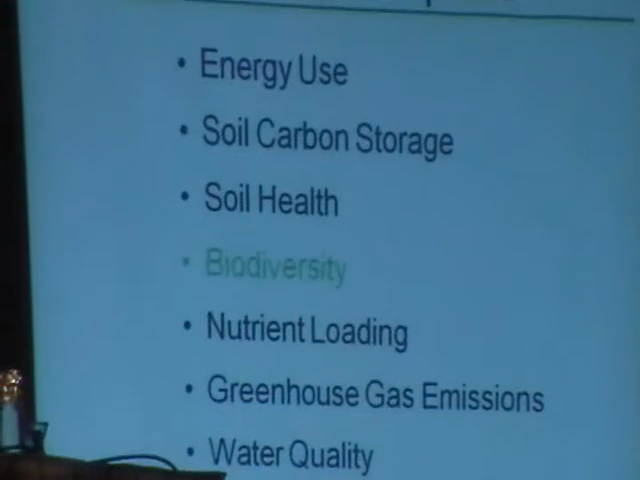 • Energy Use
• Soil Carbon Storage
• Soil Health
• Biodiversity
• Nutrient Loading
• Greenhouse Gas Emissions
• Water Quality